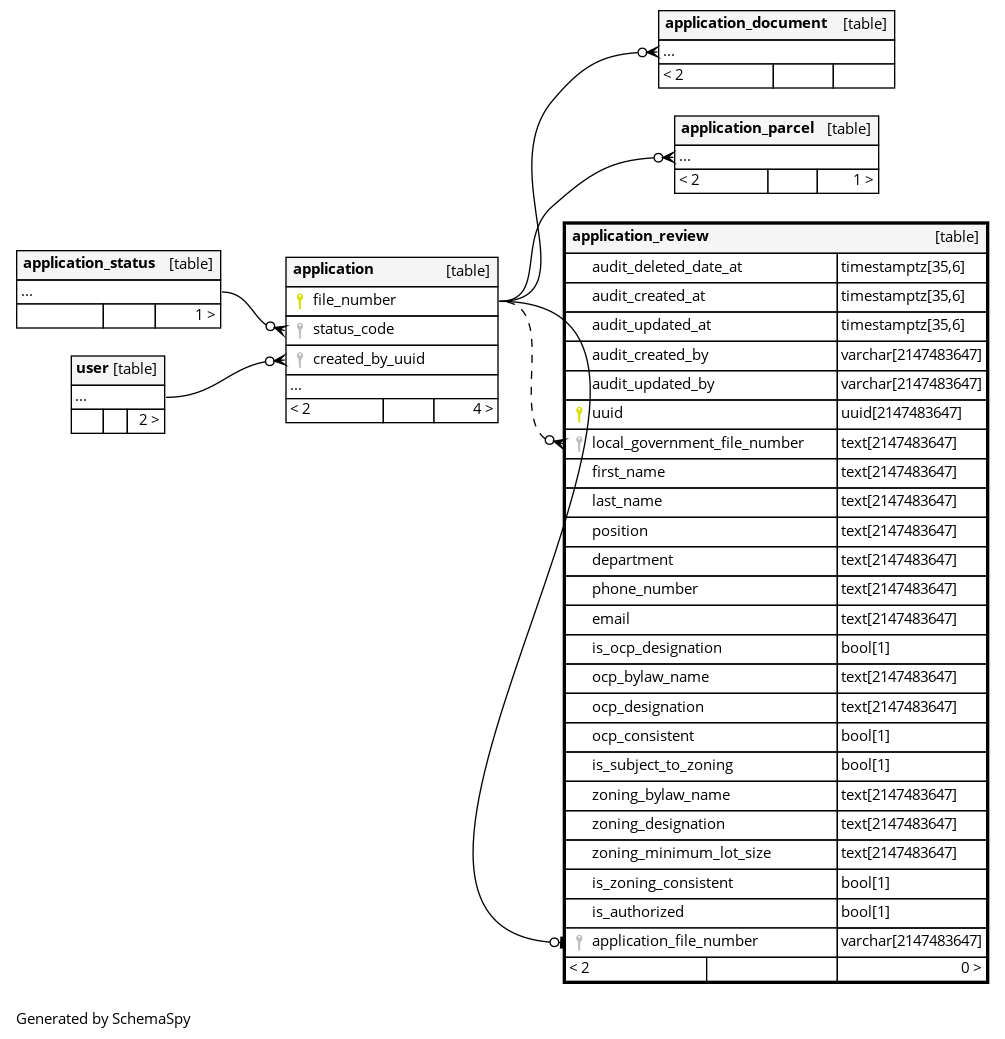 application_document [table]
...
< 2
application_parcel [table]
...
< 2 1 >
application_review [table]
audit_deleted_date_at timestamptz[35,6]
audit_created_at timestamptz[35,6]
audit_updated_at timestamptz[35,6]
audit_created_by varchar[2147483647]
audit_updated_by varchar[2147483647]
uuid uuid[2147483647]
local_government_file_number text[2147483647]
first_name text[2147483647]
last_name text[2147483647]
position text[2147483647]
department text[2147483647]
phone_number text[2147483647]
email text[2147483647]
is_ocp_designation bool[1]
ocp_bylaw_name text[2147483647]
ocp_designation text[2147483647]
ocp_consistent bool[1]
is_subject_to_zoning bool[1]
zoning_bylaw_name text[2147483647]
zoning_designation text[2147483647]
zoning_minimum_lot_size text[2147483647]
is_zoning_consistent bool[1]
is_authorized bool[1]
application_file_number varchar[2147483647]
< 2 0 >
application_status [table]
...
1 >
application [table]
file_number
status_code
created_by_uuid
...
< 2 4 >
user [table]
...
2 >
Generated by SchemaSpy